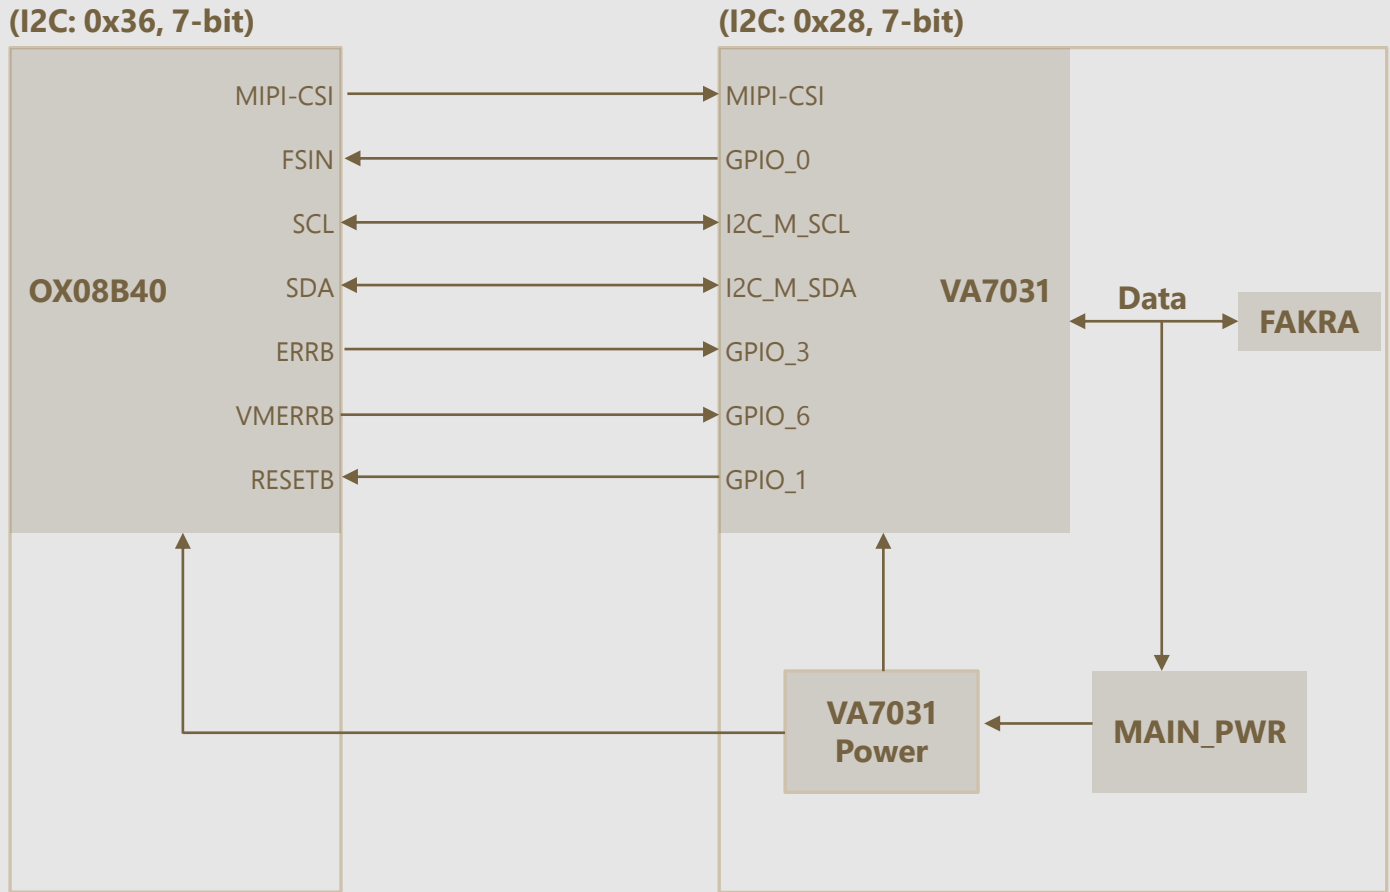 (I2C: 0x36, 7-bit)
(I2C: 0x28, 7-bit)
MIPI-CSI
MIPI-CSI
FSIN
GPIO_0
SCL
I2C_M_SCL
OX08B40
SDA
I2C_M_SDA
VA7031
Data
FAKRA
ERRB
GPIO_3
VMERRB
GPIO_6
RESETB
GPIO_1
VA7031
Power
MAIN_PWR